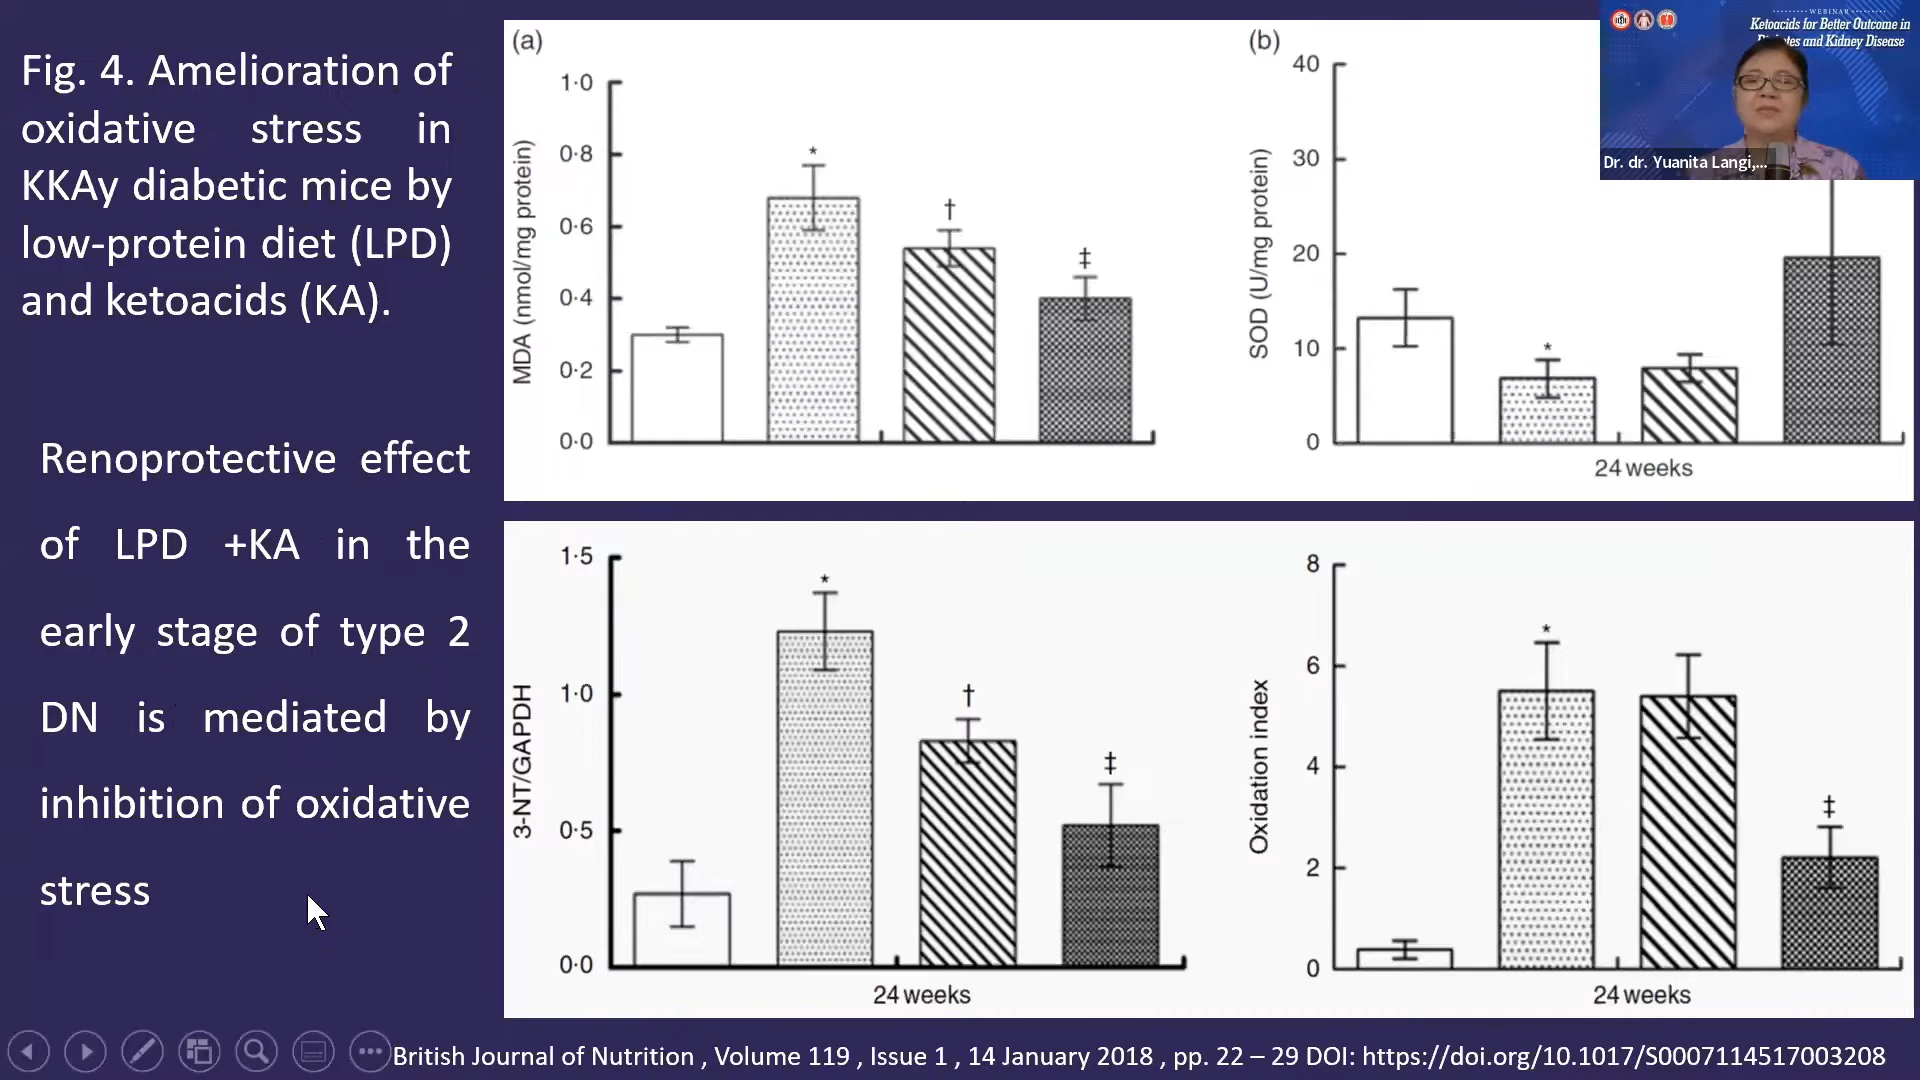 Fig. 4. Amelioration of
oxidative stress in
KKAy diabetic mice by
low-protein diet (LPD)
and ketoacids (KA).
Renoprotective effect
of LPD +KA in the
early stage of type 2
DN is mediated by
inhibition of oxidative
stress
(a)
1·0
0·8
0·6
0·4
0·2
0·0
MDA (nmol/mg protein)
*
†
‡
(b)
40
30
20
10
0
SOD (U/mg protein)
*
24 weeks
WEBINAR
Ketoacids for Better Outcome in
Diabetes and Kidney Disease
Dr. dr. Yuanita Langi,...
1·5
1·0
0·5
0·0
3-NT/GAPDH
*
†
‡
24 weeks
8
6
4
2
0
Oxidation index
*
‡
24 weeks
British Journal of Nutrition , Volume 119 , Issue 1 , 14 January 2018 , pp. 22 – 29 DOI: https://doi.org/10.1017/S0007114517003208